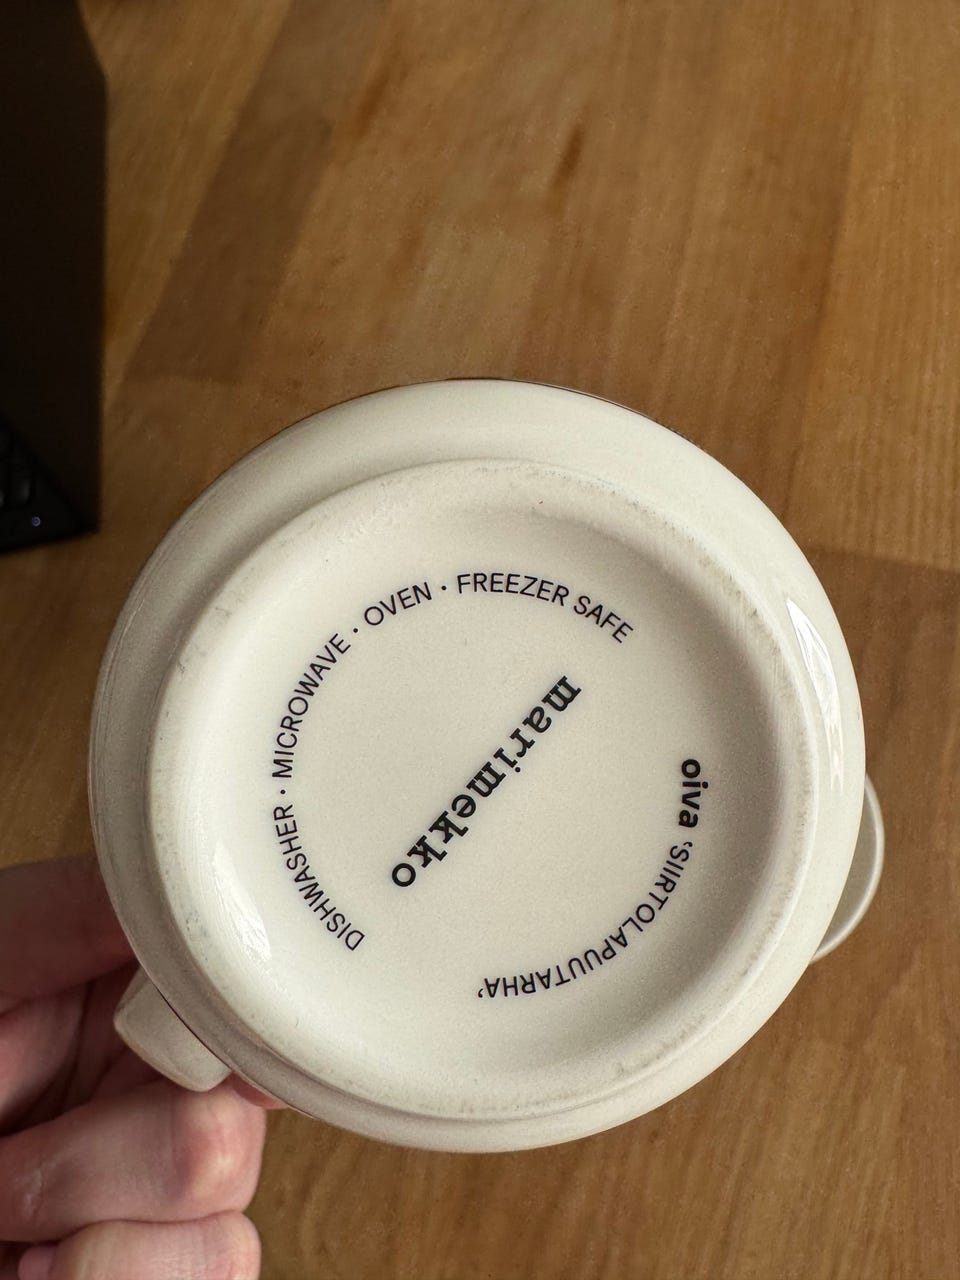 DISHWASHER · MICROWAVE · OVEN · FREEZER SAFE
marimekko
oiva 'SIIRTOLAPUUTARHA'